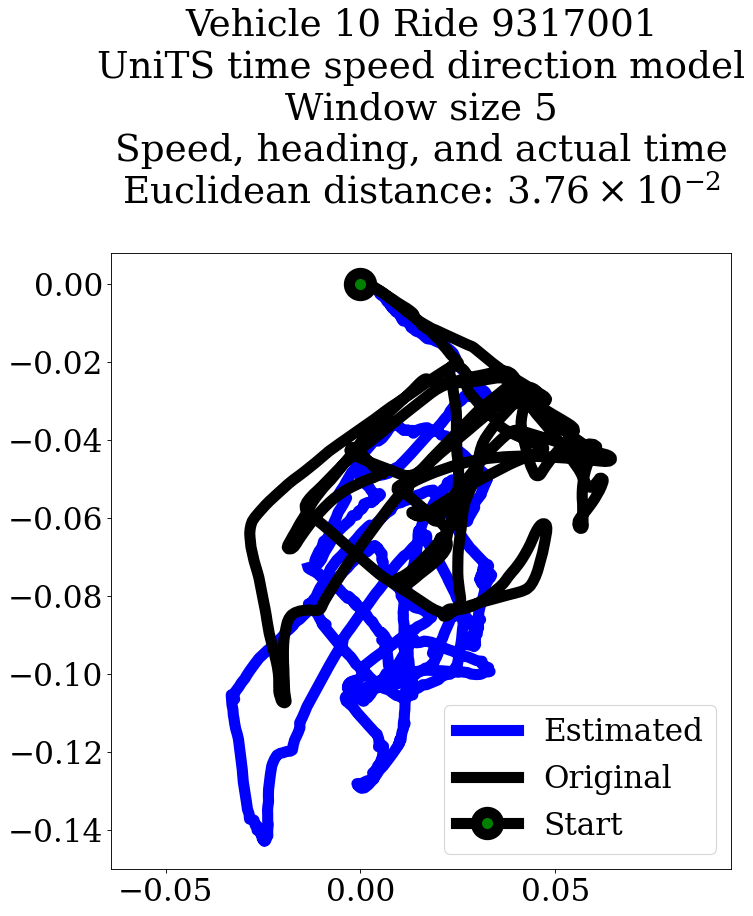 Vehicle 10 Ride 9317001
UniTS time speed direction model
Window size 5
Speed, heading, and actual time
Euclidean distance: 3.76 × 10⁻²
0.00
−0.02
−0.04
−0.06
−0.08
−0.10
−0.12
−0.14
Estimated
Original
Start
−0.05 0.00 0.05